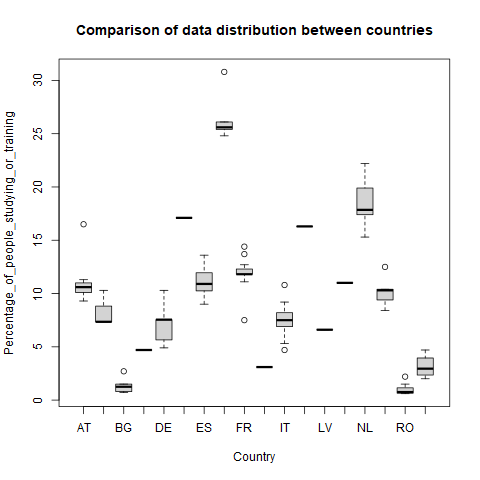 Comparison of data distribution between countries
Percentage_of_people_studying_or_training
30
25
20
15
10
5
0
AT BG DE ES FR IT LV NL RO
Country